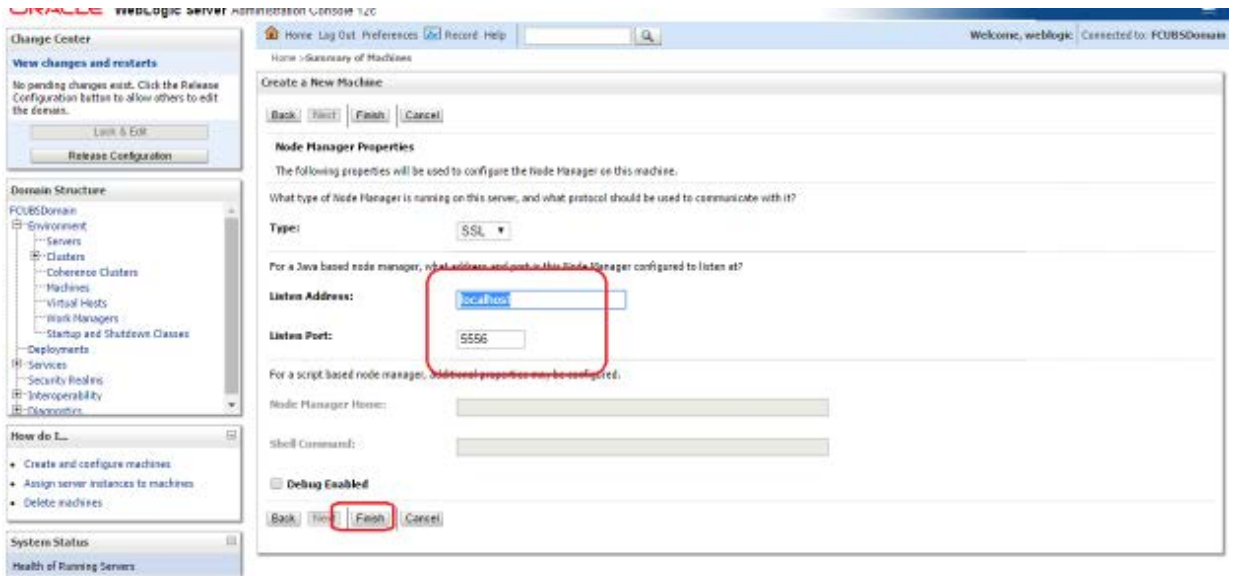 ORACLE WebLogic Server Administration Console 12c
Change Center
View changes and restarts
No pending changes exist. Click the Release
Configuration button to allow others to edit
the domain.
Lock & Edit
Release Configuration
Domain Structure
FCUBSDomain
Environment
Servers
Clusters
Coherence Clusters
Machines
Virtual Hosts
Work Managers
Startup and Shutdown Classes
Deployments
Services
Security Realms
Interoperability
Diagnostics
How do I...
Create and configure machines
Assign server instances to machines
Delete machines
System Status
Health of Running Servers
Home Log Out Preferences Record Help
Welcome, weblogic Connected to: FCUBSDomain
Home >Summary of Machines
Create a New Machine
Back Next Finish Cancel
Node Manager Properties
The following properties will be used to configure the Node Manager on this machine.
What type of Node Manager is running on this server, and what protocol should be used to communicate with it?
Type: SSL
For a Java based node manager, what address and port is this Node Manager configured to listen at?
Listen Address: localhost
Listen Port: 5556
For a script based node manager, additional properties may be configured.
Node Manager Home:
Shell Command:
Debug Enabled
Back Next Finish Cancel